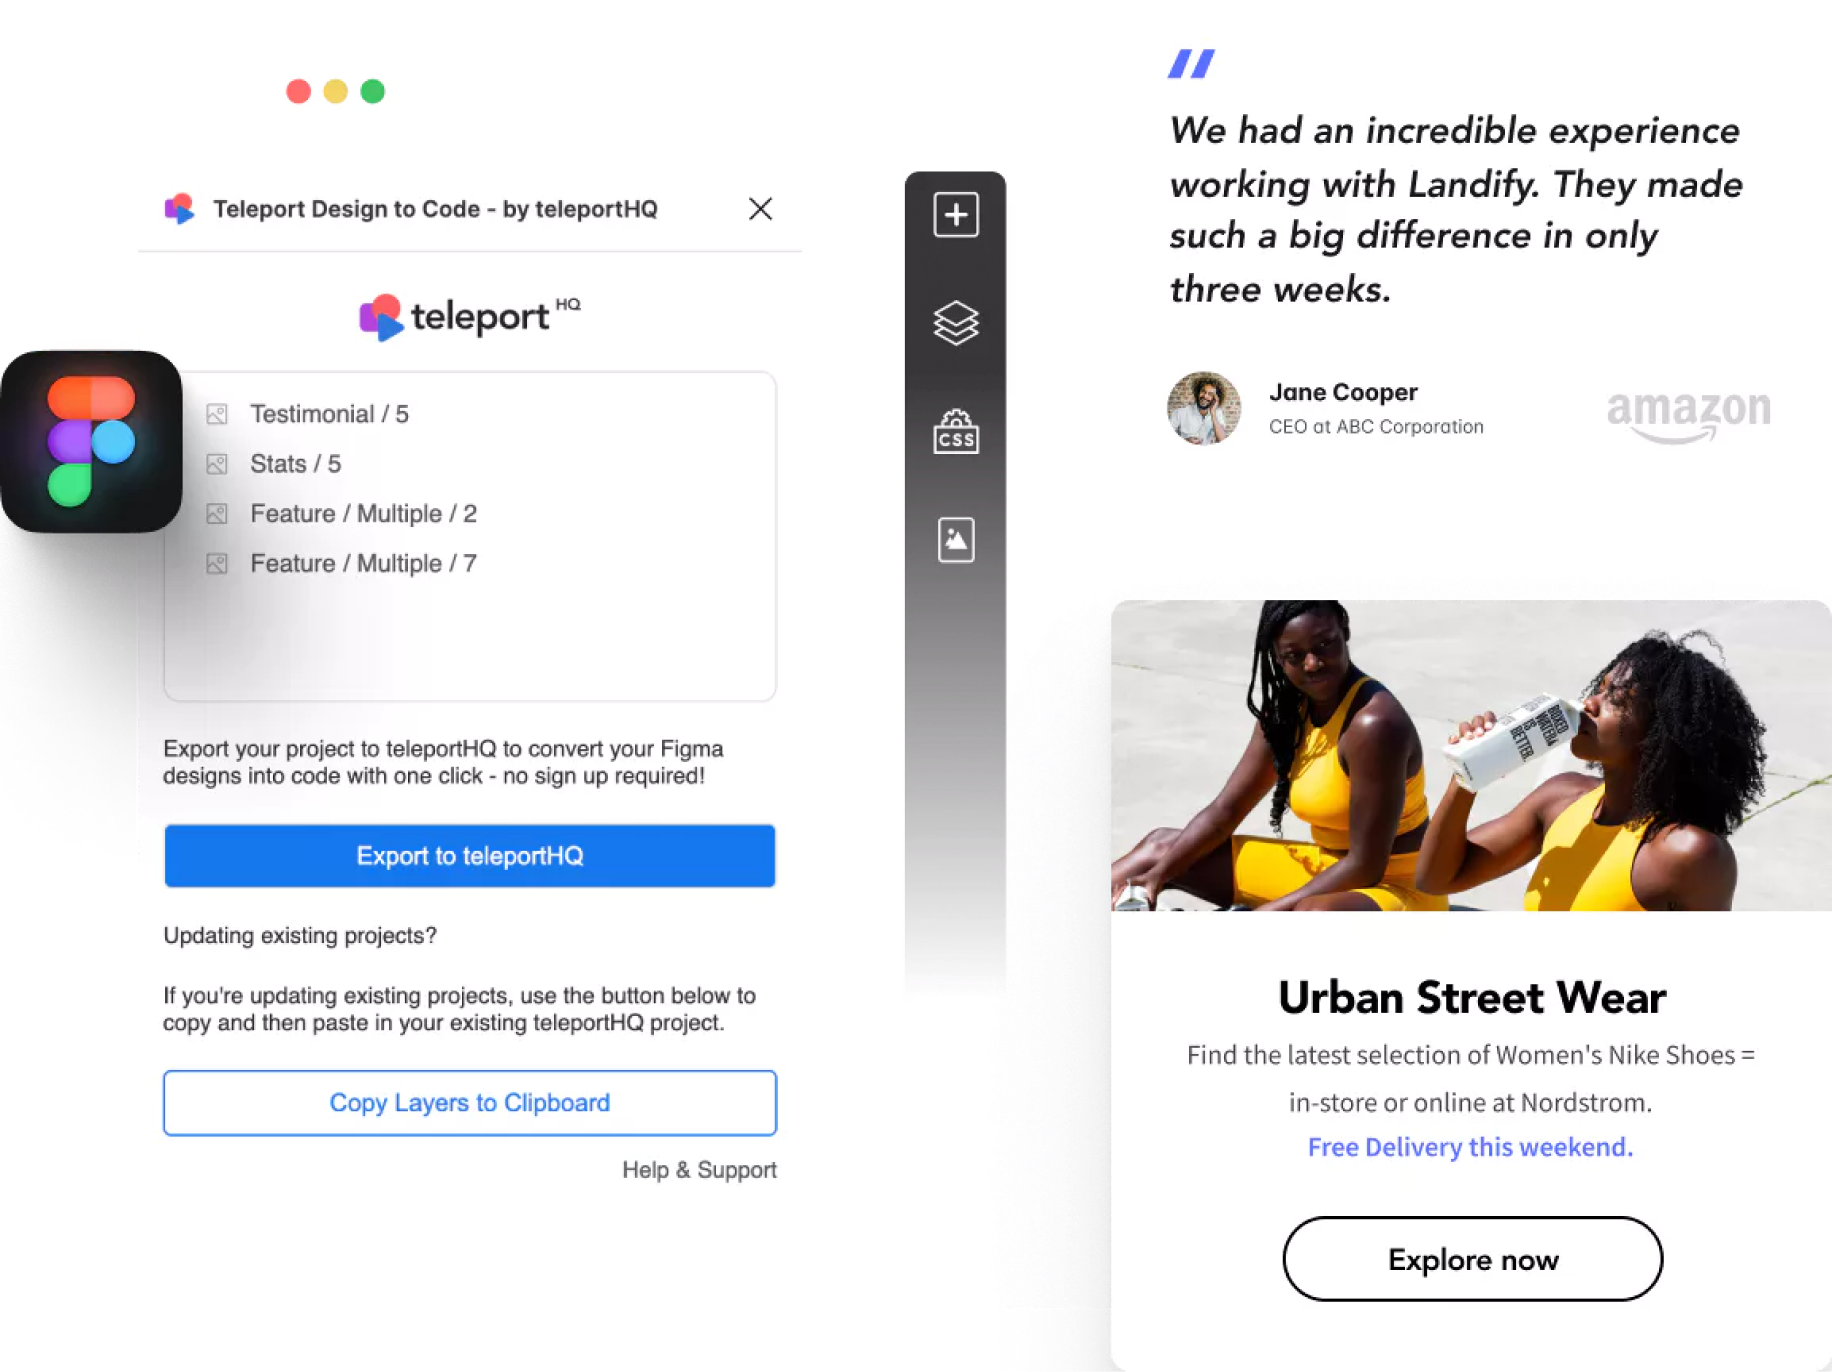 Teleport Design to Code - by teleportHQ
teleport HQ
Testimonial / 5
Stats / 5
Feature / Multiple / 2
Feature / Multiple / 7
Export your project to teleportHQ to convert your Figma
designs into code with one click - no sign up required!
Export to teleportHQ
Updating existing projects?
If you're updating existing projects, use the button below to
copy and then paste in your existing teleportHQ project.
Copy Layers to Clipboard
Help & Support
CSS
We had an incredible experience
working with Landify. They made
such a big difference in only
three weeks.
Jane Cooper
CEO at ABC Corporation
amazon
BOXED
WATER
IS
BETTER.
Urban Street Wear
Find the latest selection of Women's Nike Shoes =
in-store or online at Nordstrom.
Free Delivery this weekend.
Explore now